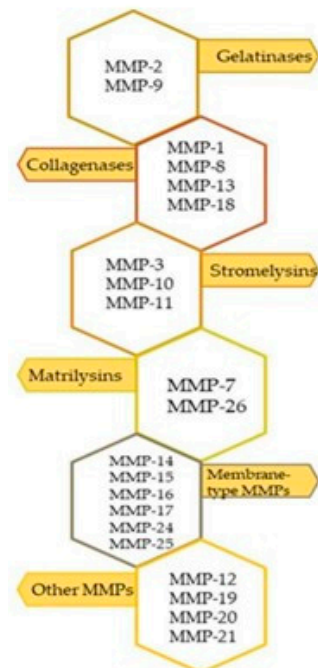 MMP-2
MMP-9
Gelatinases
Collagenases
MMP-1
MMP-8
MMP-13
MMP-18
MMP-3
MMP-10
MMP-11
Stromelysins
Matrilysins
MMP-7
MMP-26
MMP-14
MMP-15
MMP-16
MMP-17
MMP-24
MMP-25
Membrane-
type MMPs
Other MMPs
MMP-12
MMP-19
MMP-20
MMP-21